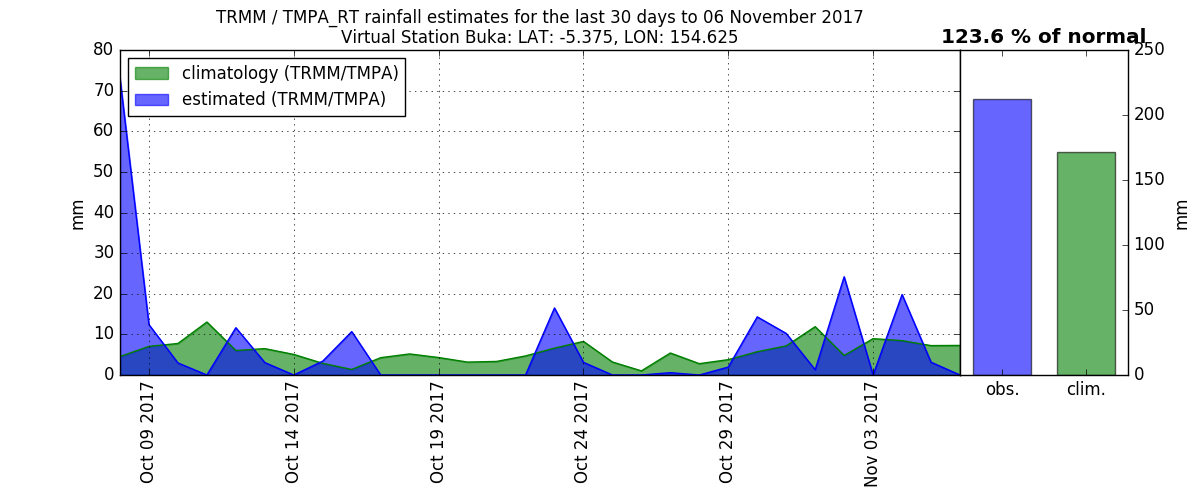 TRMM / TMPA_RT rainfall estimates for the last 30 days to 06 November 2017
Virtual Station Buka: LAT: -5.375, LON: 154.625
123.6 % of normal
climatology (TRMM/TMPA)
estimated (TRMM/TMPA)
80
70
60
50
40
30
20
10
0
mm
Oct 09 2017
Oct 14 2017
Oct 19 2017
Oct 24 2017
Oct 29 2017
Nov 03 2017
obs.
clim.
250
200
150
100
50
0
mm